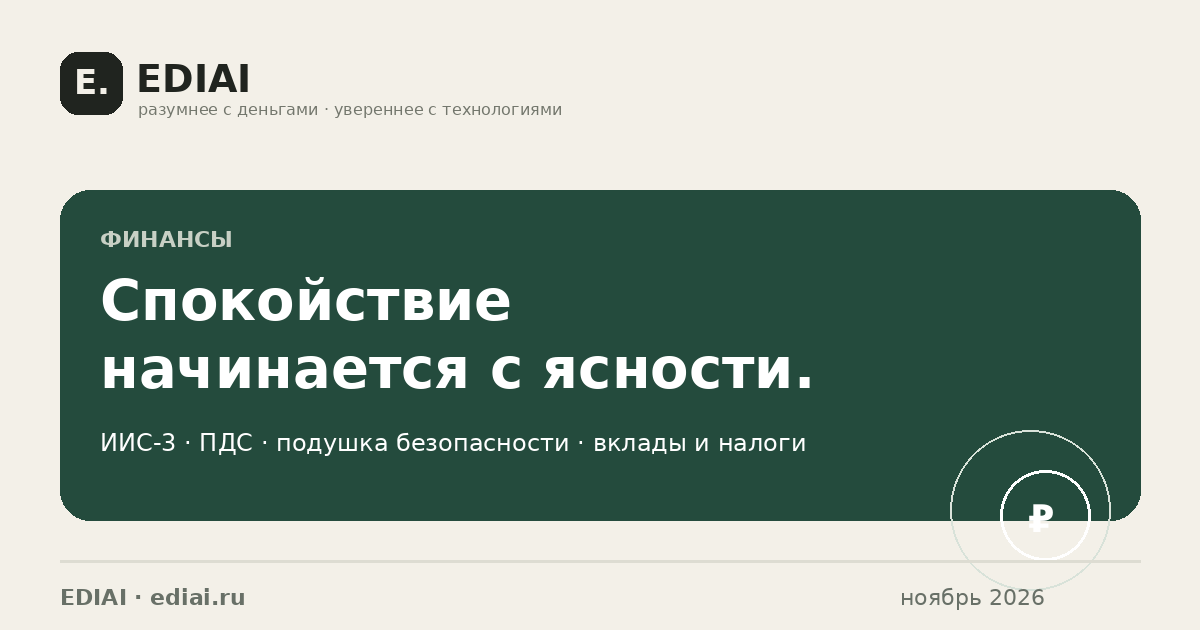 E.
EDIAI
разумнее с деньгами · увереннее с технологиями
ФИНАНСЫ
Спокойствие
начинается с ясности.
ИИС-3 · ПДС · подушка безопасности · вклады и налоги
₽
EDIAI · ediai.ru
ноябрь 2026